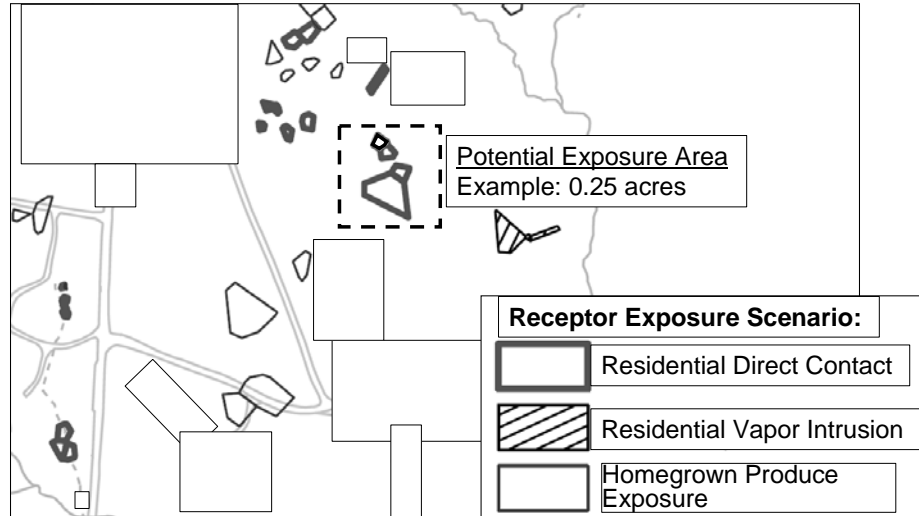 Potential Exposure Area
Example: 0.25 acres
Receptor Exposure Scenario:
Residential Direct Contact
Residential Vapor Intrusion
Homegrown Produce
Exposure